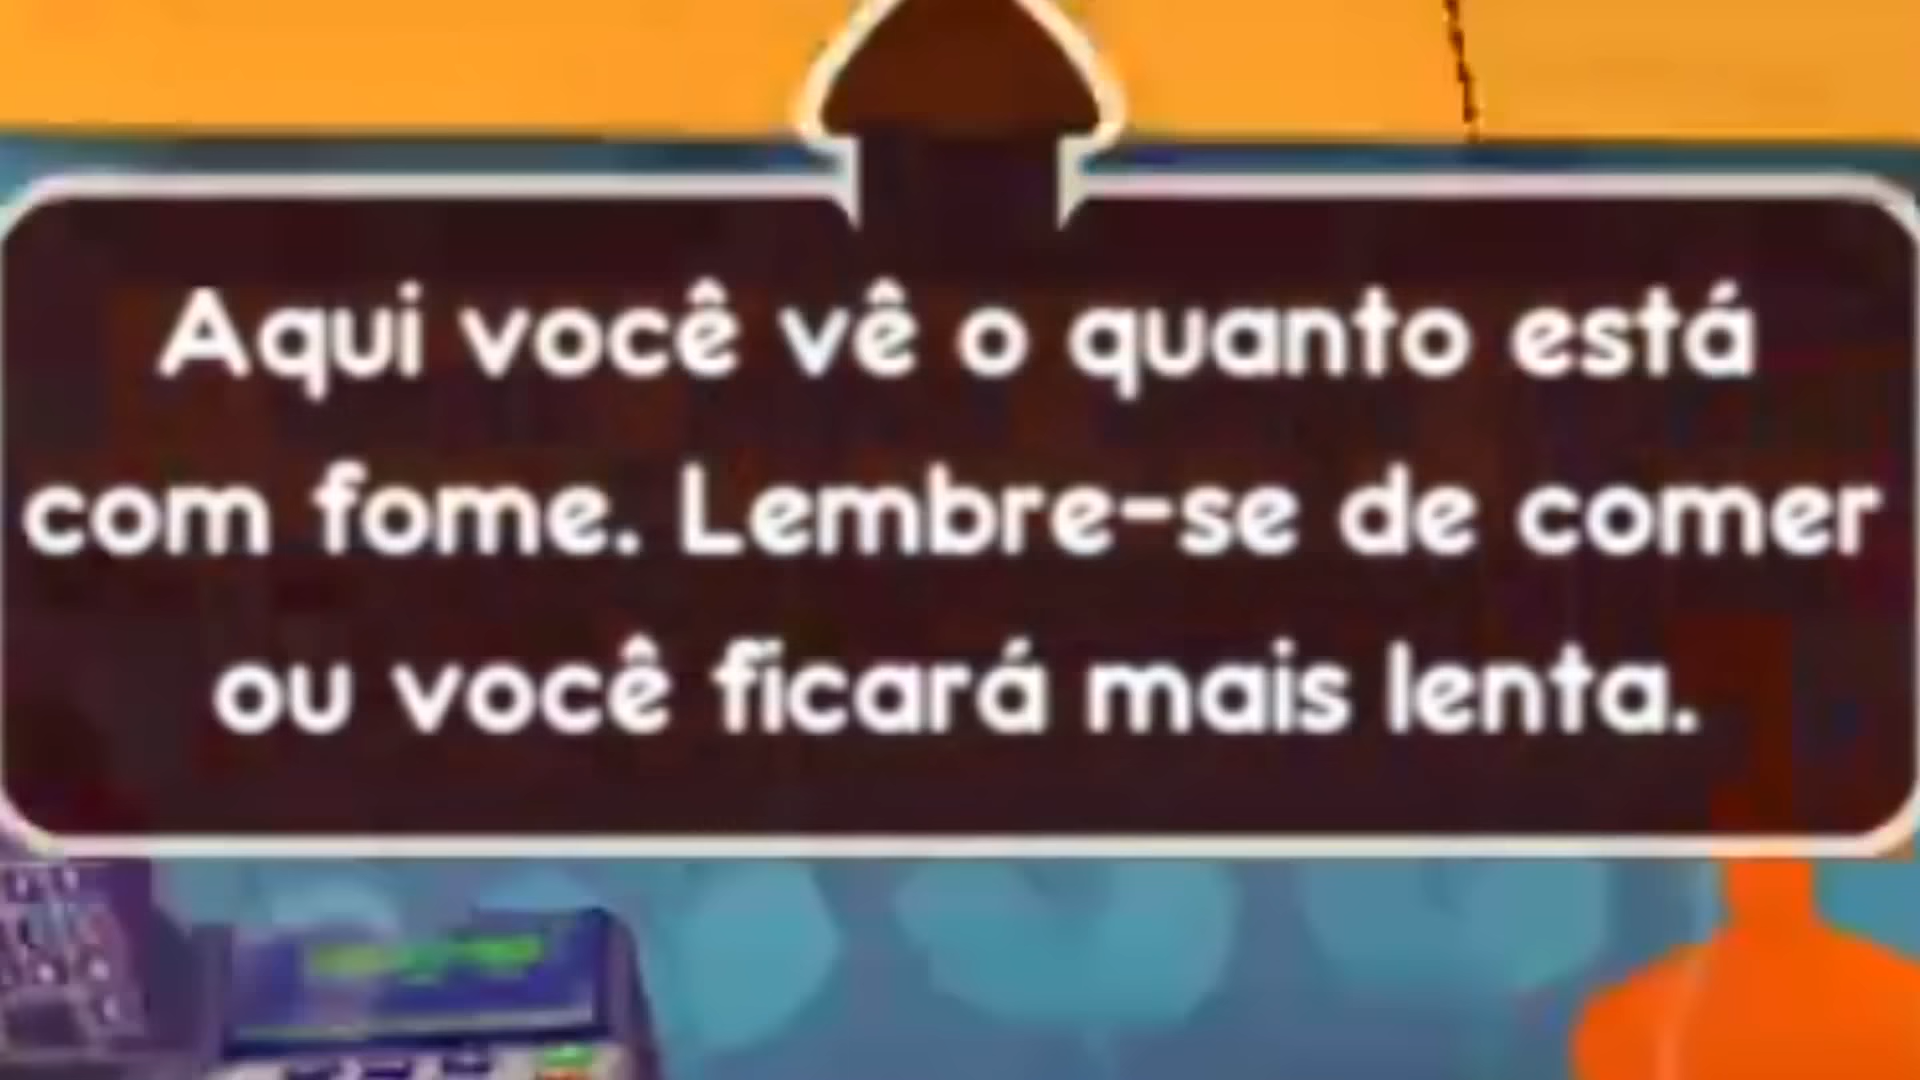 Aqui você vê o quanto está
com fome. Lembre-se de comer
ou você ficará mais lenta.